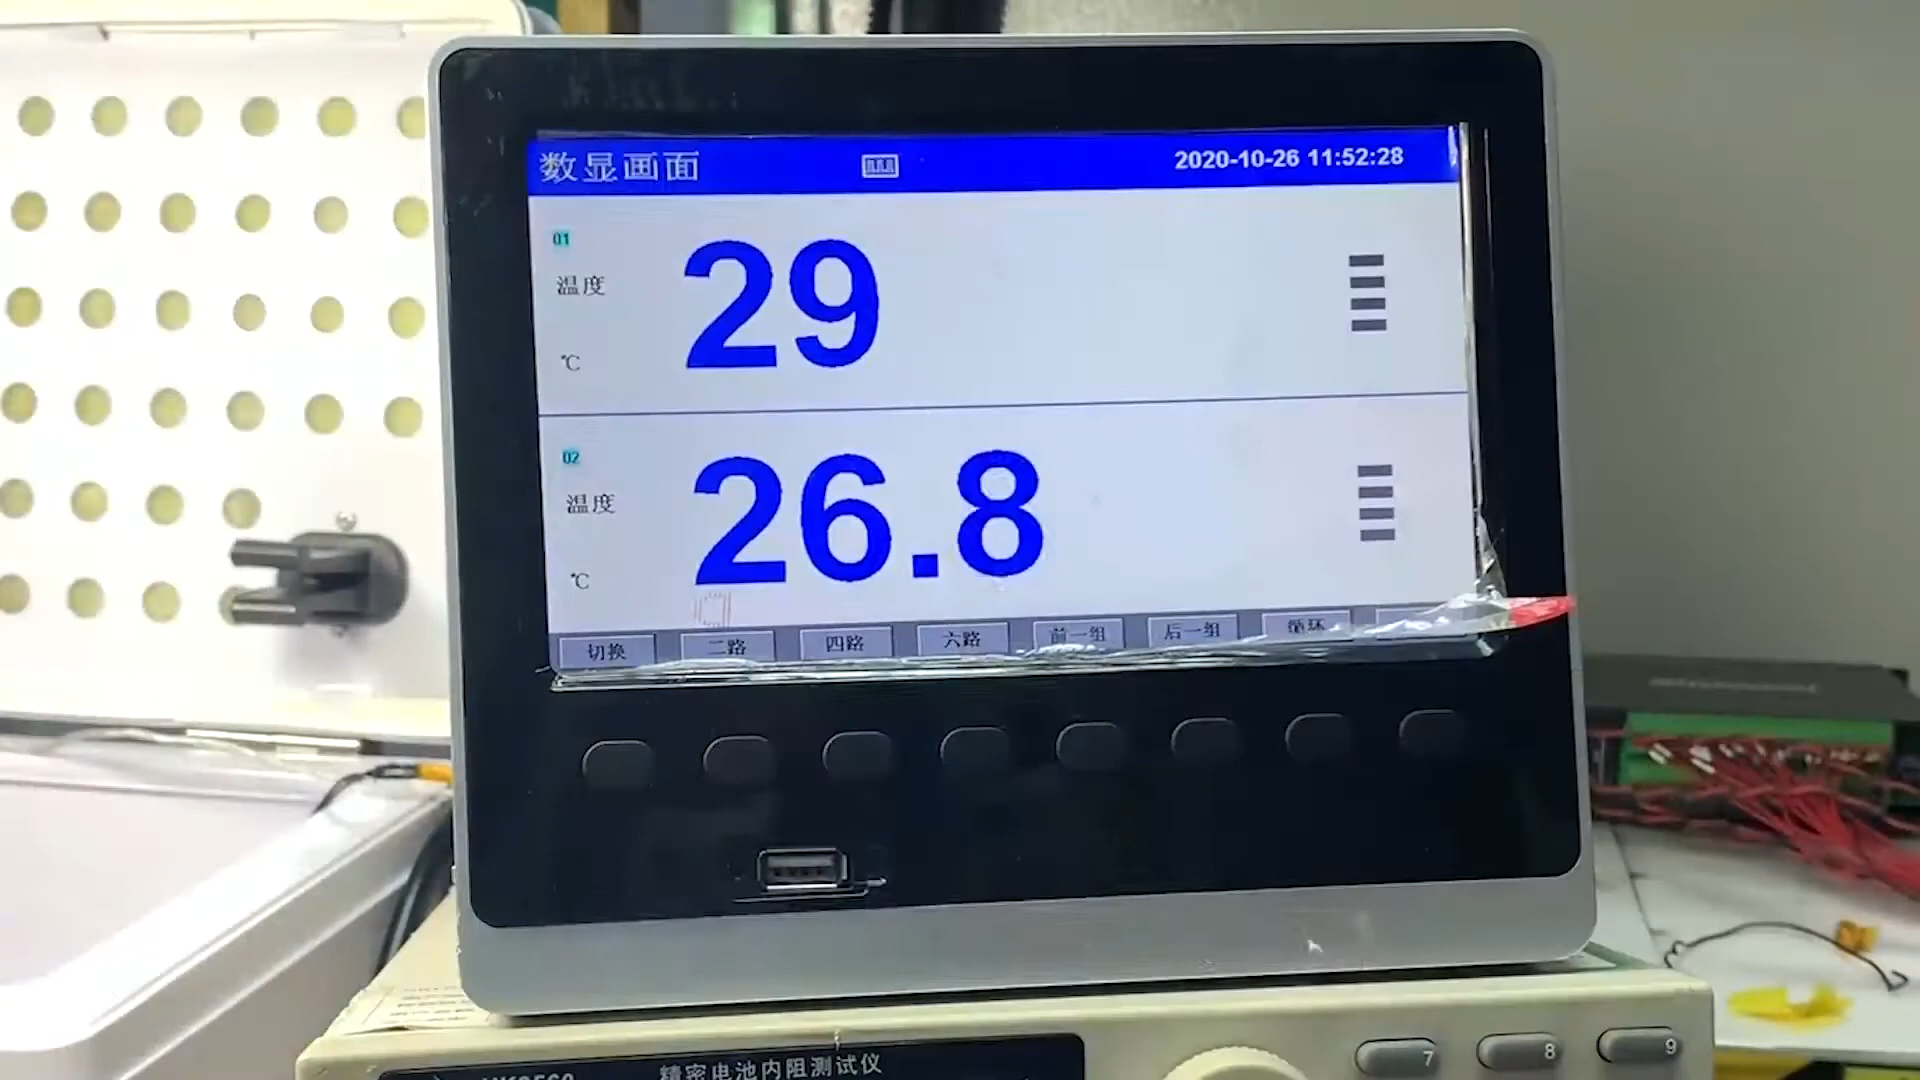 数显画面
2020-10-26 11:52:28
01
温度
29
℃
02
温度
26.8
℃
切换 二路 四路 六路 前一组 后一组 循环
精密电池内阻测试仪
7 8 9